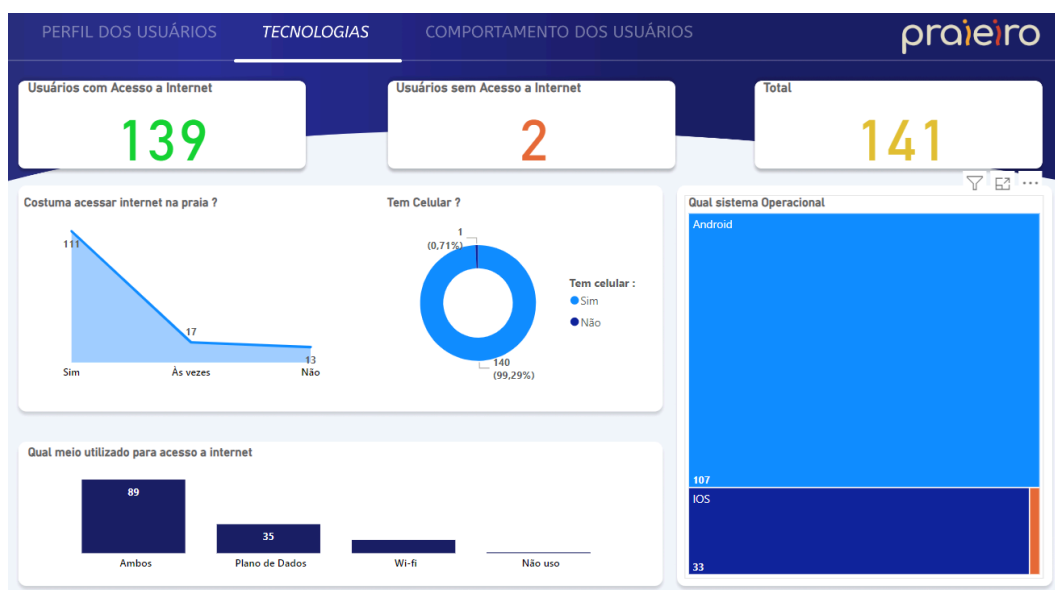 PERFIL DOS USUÁRIOS
TECNOLOGIAS
COMPORTAMENTO DOS USUÁRIOS
praieiro
Usuários com Acesso a Internet
139
Usuários sem Acesso a Internet
2
Total
141
Costuma acessar internet na praia ?
111
17
13
Sim
Às vezes
Não
Tem Celular ?
1
(0,71%)
140
(99,29%)
Tem celular :
Sim
Não
Qual sistema Operacional
Android
107
IOS
33
Qual meio utilizado para acesso a internet
89
35
Ambos
Plano de Dados
Wi-fi
Não uso